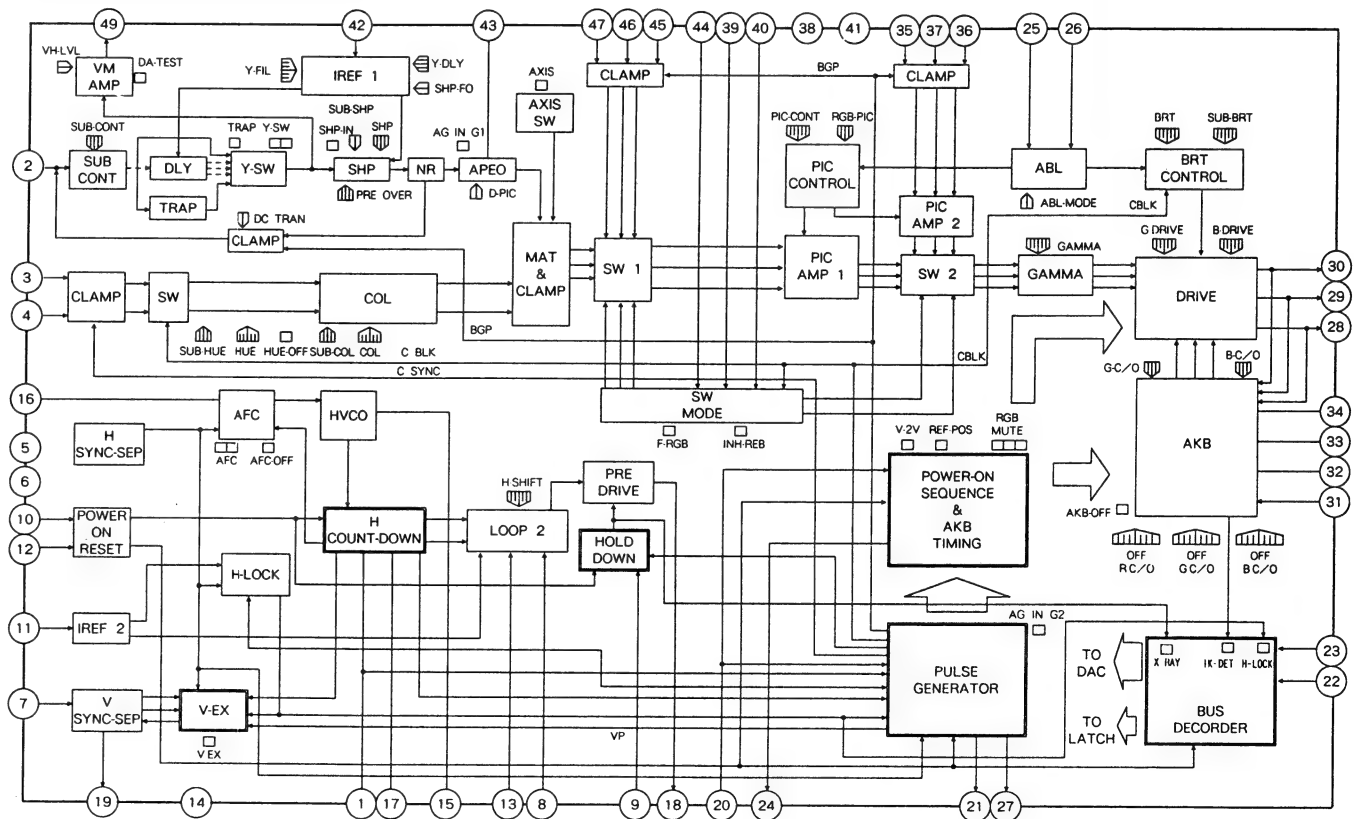 49
42
43
47
46
45
44
39
40
38
41
35
37
36
25
26
VH-LVL
VM
AMP
DA-TEST
Y-FIL
IREF 1
Y-DLY
SHP-FO
AXIS
AXIS
SW
CLAMP
BGP
CLAMP
SUB-CONT
SUB-SHP
TRAP Y-SW
SHP-IN
SHP
AG IN G1
PIC-CONT
RGB-PIC
BRT
SUB-BRT
2
SUB
CONT
DLY
Y-SW
SHP
NR
APEO
PIC
CONTROL
ABL
BRT
CONTROL
PRE OVER
D-PIC
ABL-MODE
CBLK
TRAP
DC TRAN
CLAMP
PIC
AMP 2
G DRIVE
B-DRIVE
3
4
CLAMP
SW
COL
MAT
&
CLAMP
SW 1
PIC
AMP 1
SW 2
GAMMA
GAMMA
DRIVE
30
29
28
SUB-HUE
HUE
HUE-OFF
SUB-COL
COL
C BLK
BGP
C SYNC
CBLK
G-C/O
B-C/O
16
AFC
HVCO
SW
MODE
F-RGB
INH-REB
V-2V
REF-POS
RGB
MUTE
AKB
34
33
32
31
5
H
SYNC-SEP
AFC
AFC-OFF
6
10
12
POWER
ON
RESET
H
COUNT-DOWN
H SHIFT
LOOP 2
PRE
DRIVE
HOLD
DOWN
POWER-ON
SEQUENCE
&
AKB
TIMING
AKB-OFF
OFF
R C/O
OFF
G C/O
OFF
B C/O
H-LOCK
11
IREF 2
AG IN G2
PULSE
GENERATOR
TO
DAC
TO
LATCH
X RAY
IK-DET
H-LOCK
BUS
DECORDER
23
22
7
V
SYNC-SEP
V-EX
V EX
VP
19
14
1
17
15
13
8
9
18
20
24
21
27